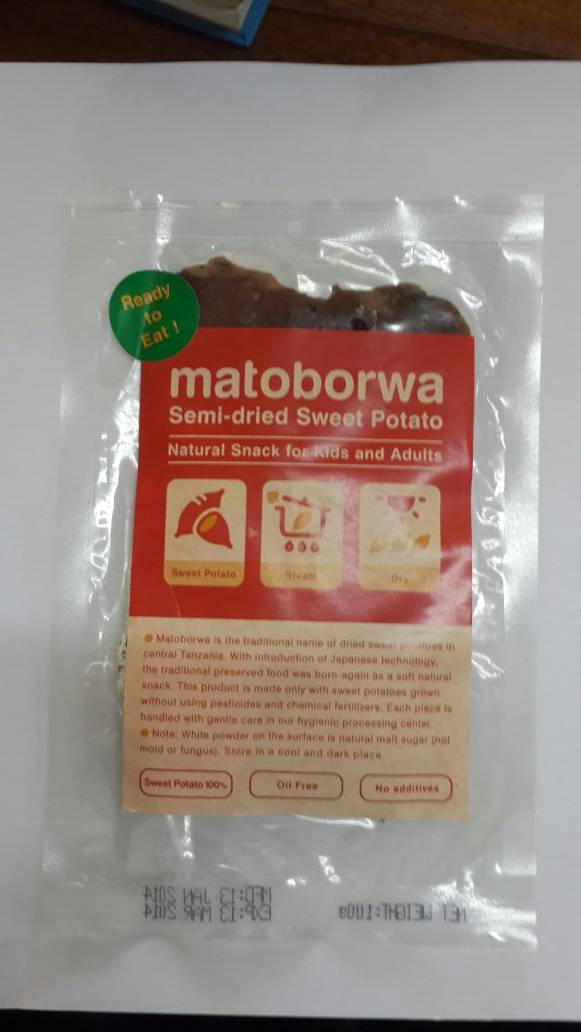 Ready
to
Eat !
matoborwa
Semi-dried Sweet Potato
Natural Snack for Kids and Adults
Sweet Potato
Steam
Dry
Matoborwa is the traditional name of dried sweet potatoes in
central Tanzania. With introduction of Japanese technology,
the traditional preserved food was born again as a soft natural
snack. This product is made only with sweet potatoes grown
without using pesticides and chemical fertilizers. Each piece is
handled with gentle care in our hygienic processing center.
Note: White powder on the surface is natural malt sugar (not
mold or fungus). Store in a cool and dark place.
Sweet Potato 100%
Oil Free
No additives
MFD:13 JAN 2014
EXP:13 MAR 2014
NET WEIGHT:100g